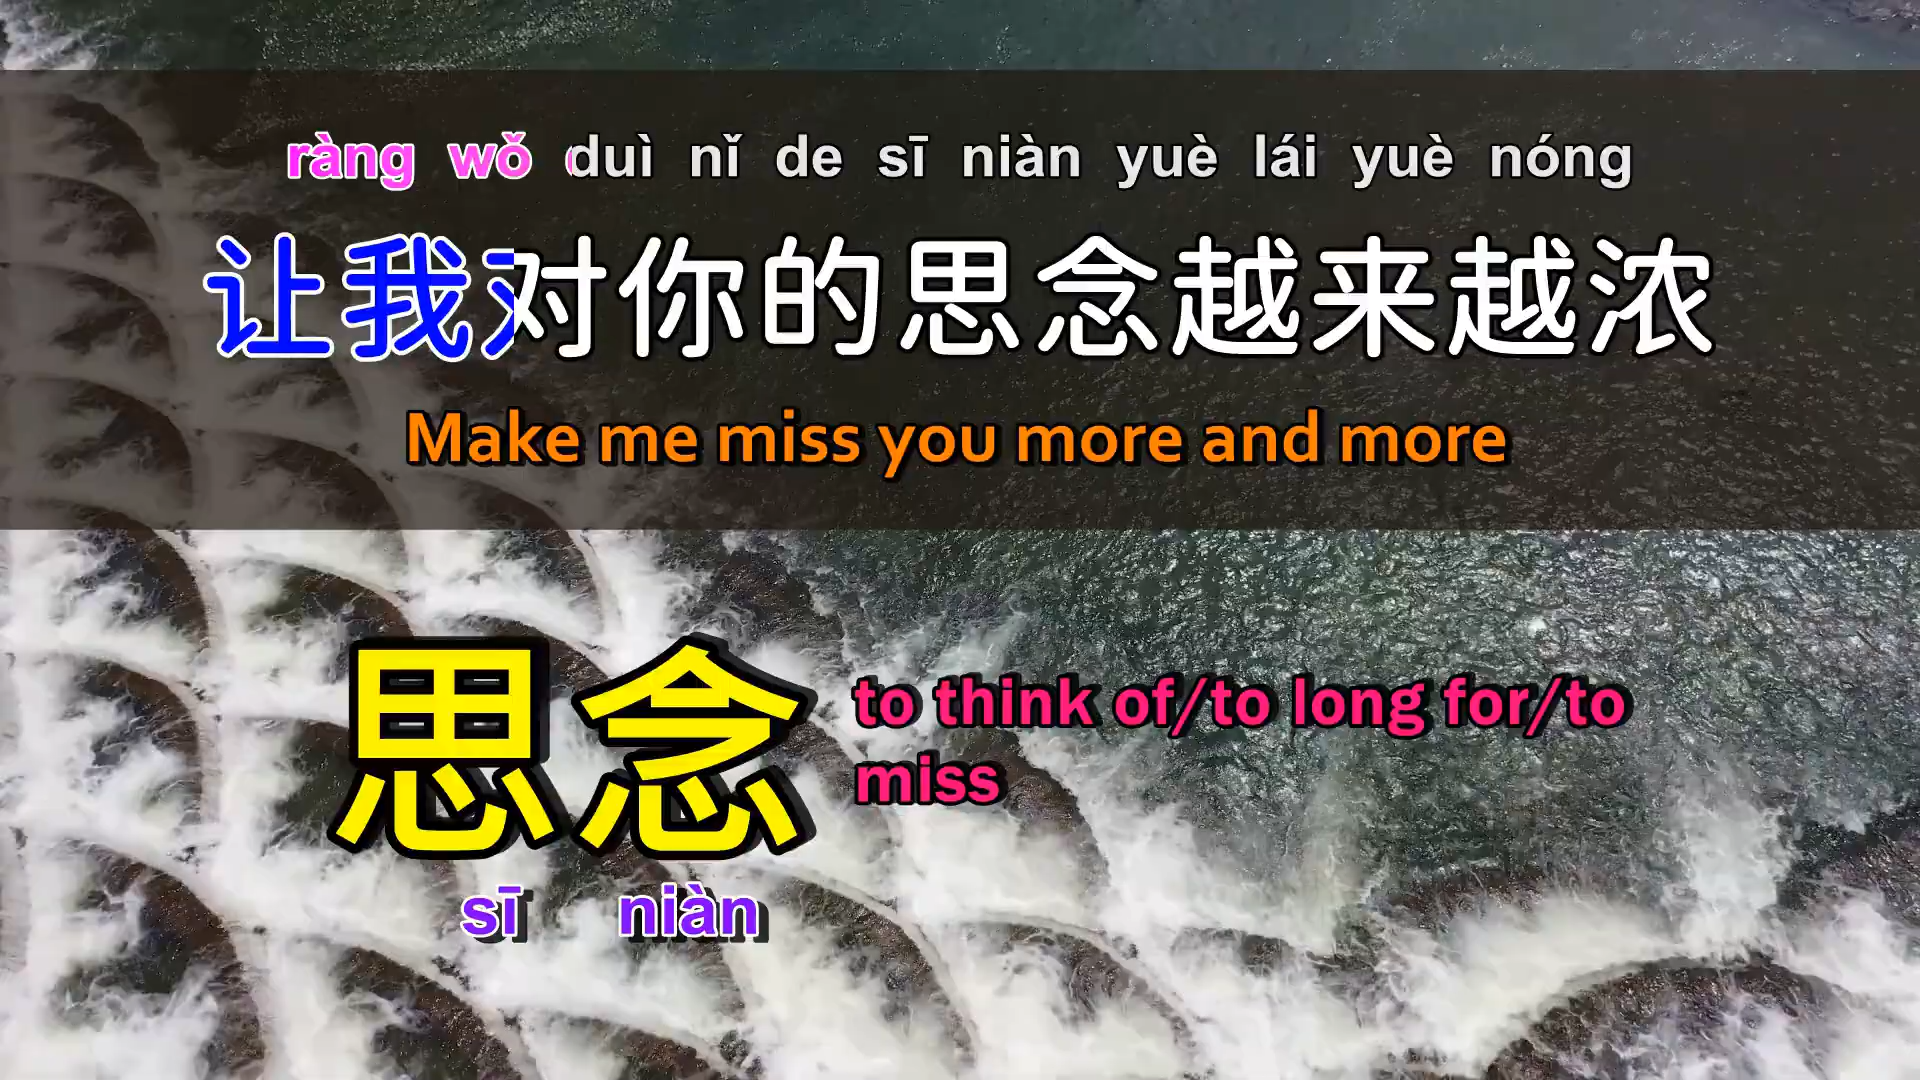 ràng wǒ duì nǐ de sī niàn yuè lái yuè nóng
让我对你的思念越来越浓
Make me miss you more and more
思念
to think of/to long for/to
miss
sī niàn